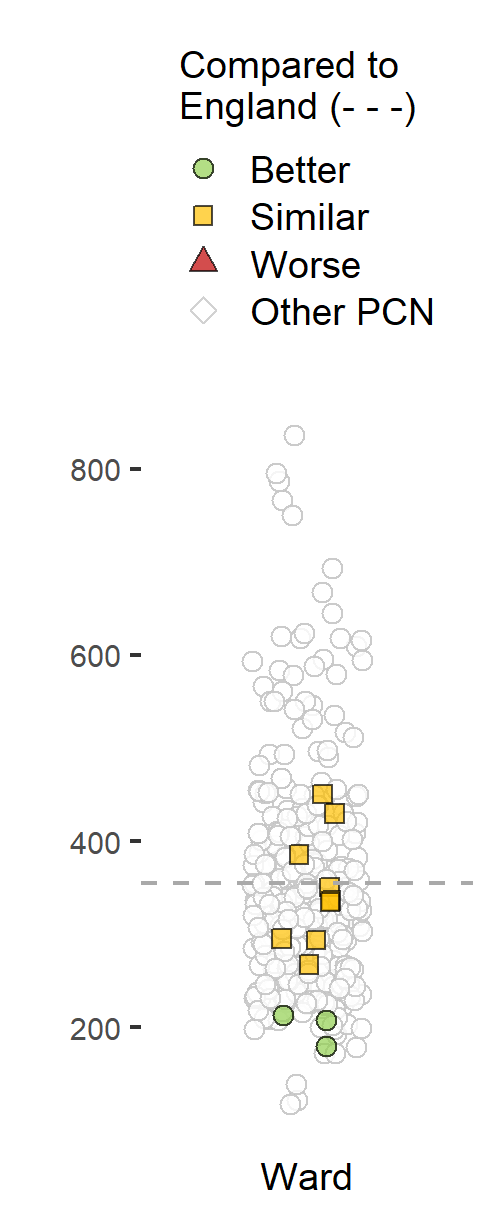 Compared to
England (- - -)
Better
Similar
Worse
Other PCN
800
600
400
200
Ward